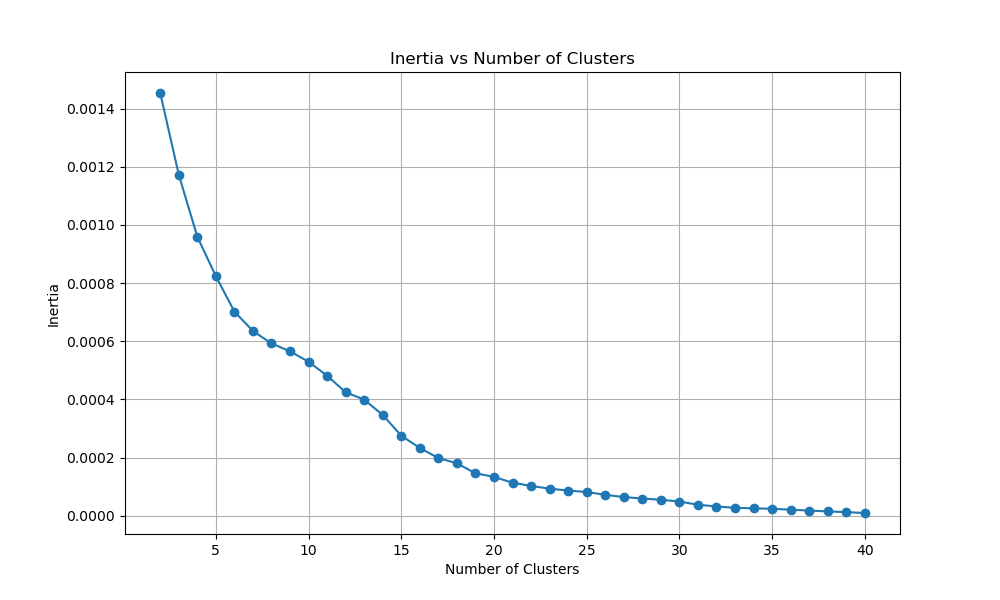 Inertia vs Number of Clusters
0.0014
0.0012
0.0010
0.0008
0.0006
0.0004
0.0002
0.0000
Inertia
5 10 15 20 25 30 35 40
Number of Clusters